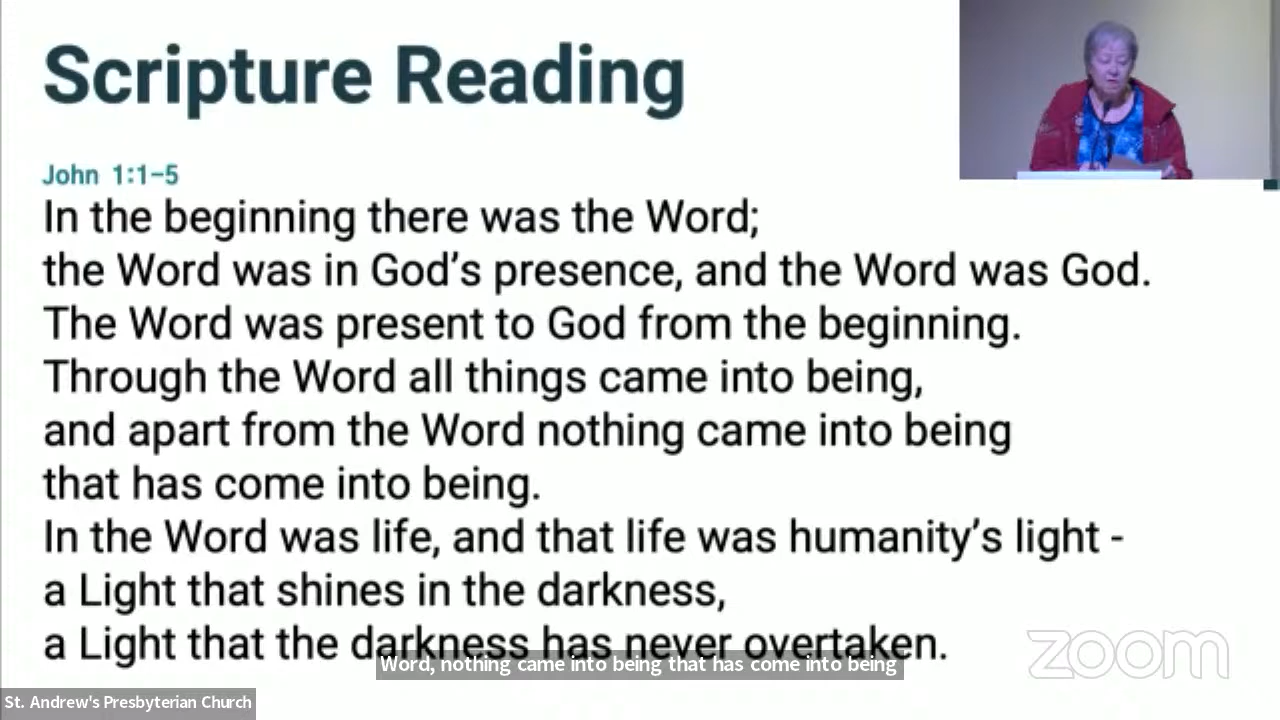 Scripture Reading
John 1:1-5
In the beginning there was the Word;
the Word was in God's presence, and the Word was God.
The Word was present to God from the beginning.
Through the Word all things came into being,
and apart from the Word nothing came into being
that has come into being.
In the Word was life, and that life was humanity's light -
a Light that shines in the darkness,
a Light that the darkness has never overtaken.
Word, nothing came into being that has come into being
zoom
St. Andrew's Presbyterian Church